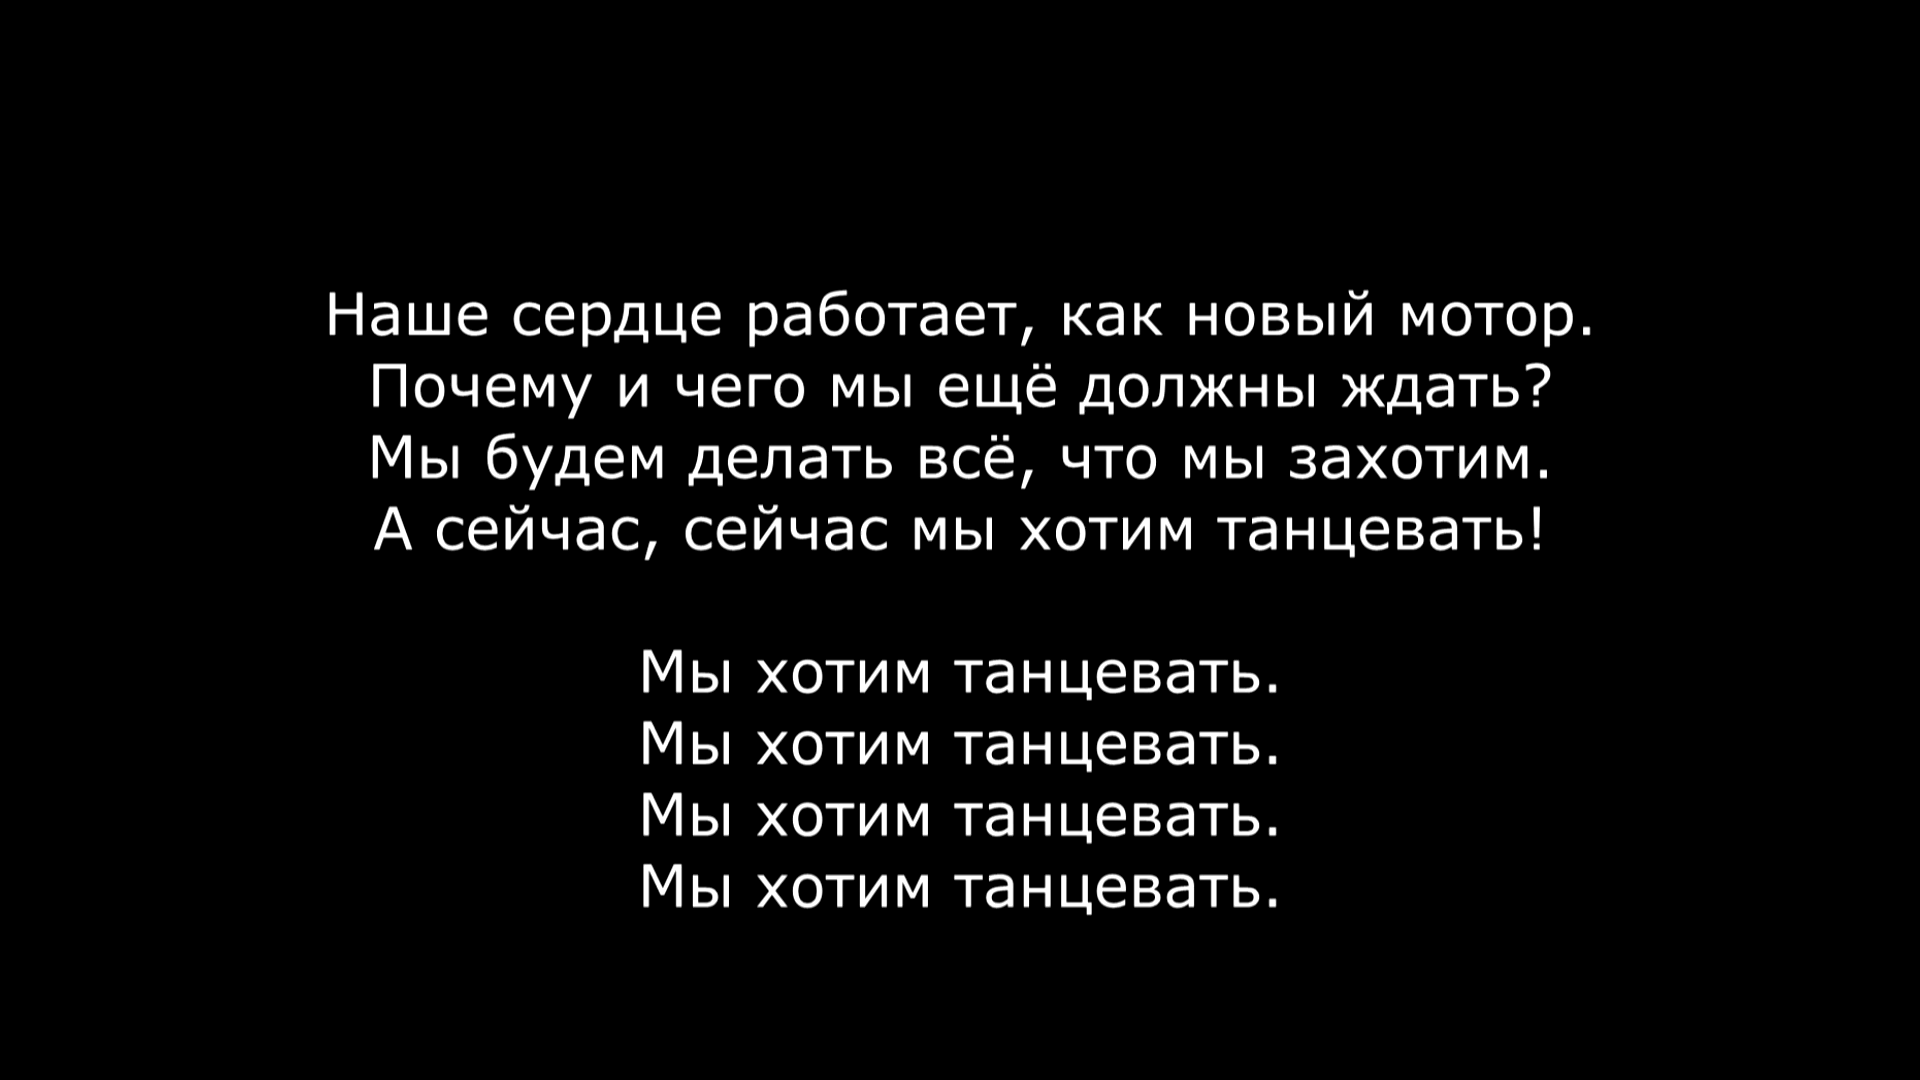 Наше сердце работает, как новый мотор.
Почему и чего мы ещё должны ждать?
Мы будем делать всё, что мы захотим.
А сейчас, сейчас мы хотим танцевать!
Мы хотим танцевать.
Мы хотим танцевать.
Мы хотим танцевать.
Мы хотим танцевать.